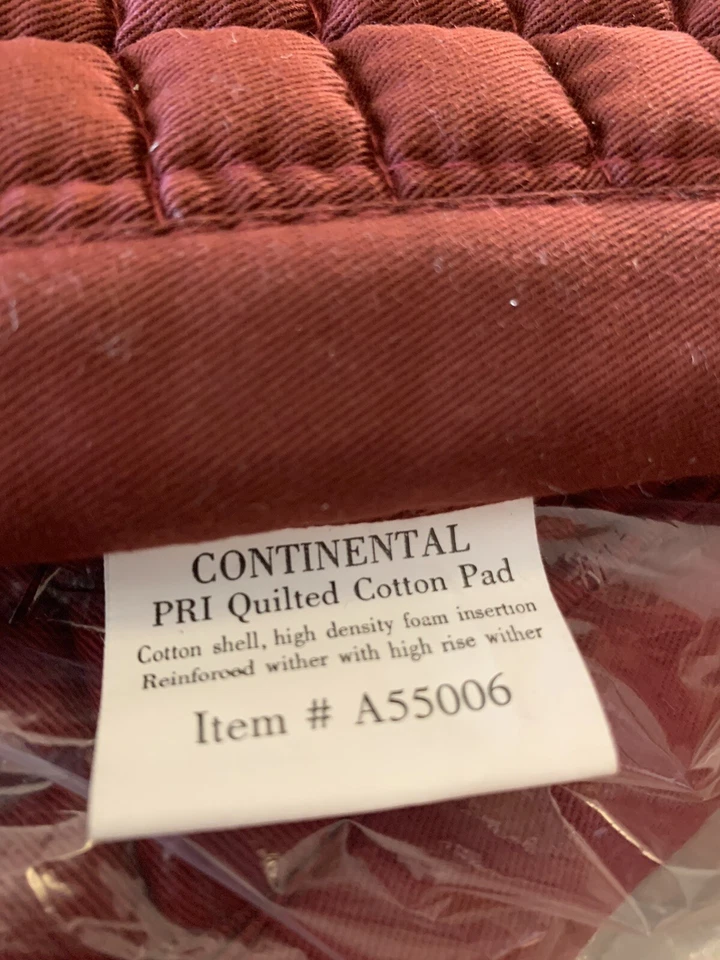 CONTINENTAL
PRI Quilted Cotton Pad
Cotton shell, high density foam insertion
Reinforood wither with high rise wither
Item # A55006